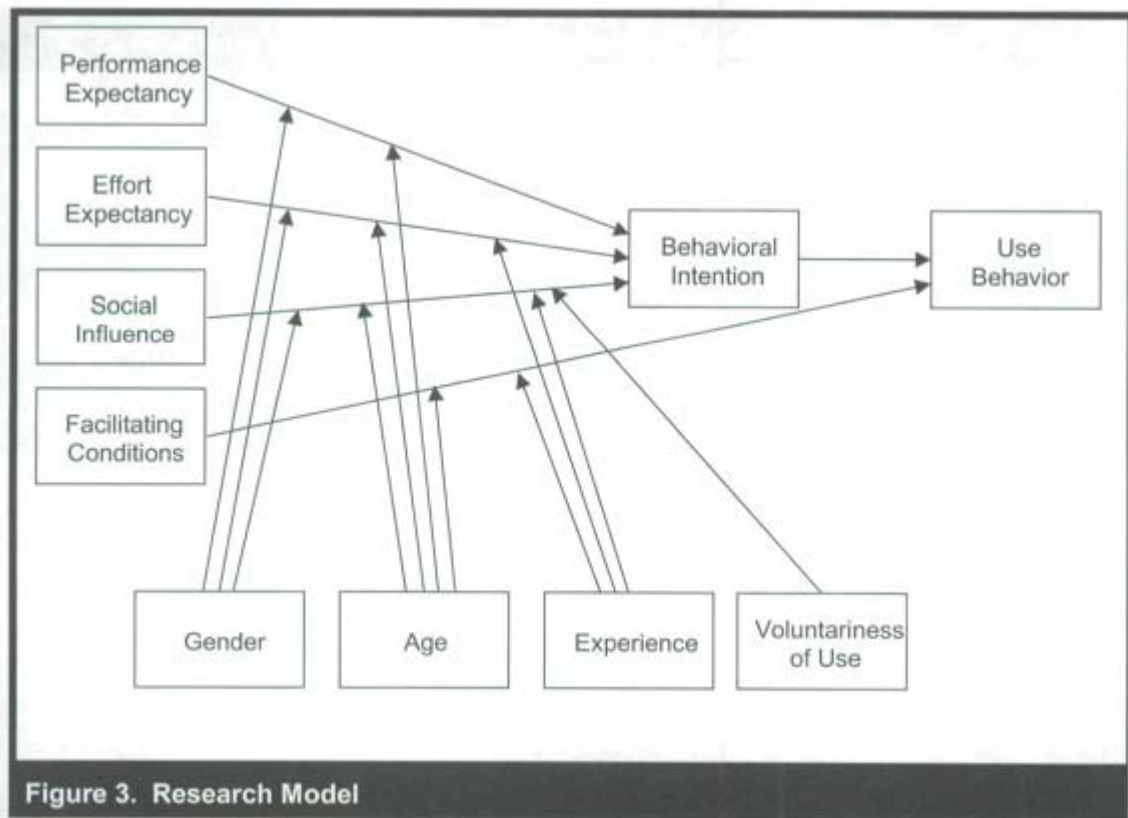 Performance
Expectancy
Effort
Expectancy
Social
Influence
Facilitating
Conditions
Behavioral
Intention
Use
Behavior
Gender
Age
Experience
Voluntariness
of Use
Figure 3. Research Model